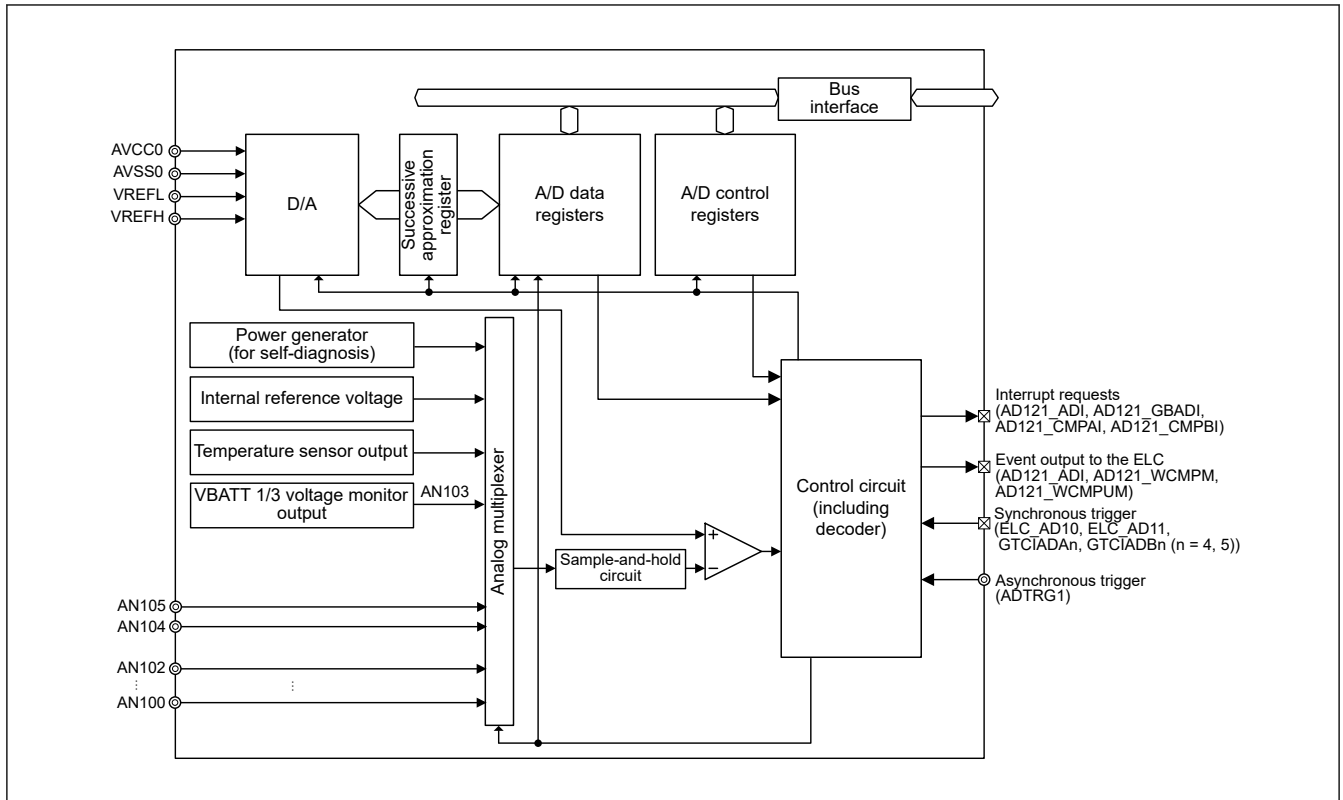 Bus
interface
AVCC0
AVSS0
VREFL
VREFH
D/A
Successive
approximation
register
A/D data
registers
A/D control
registers
Power generator
(for self-diagnosis)
Internal reference voltage
Temperature sensor output
VBATT 1/3 voltage monitor
output
AN103
Analog multiplexer
Sample-and-hold
circuit
+
−
Control circuit
(including
decoder)
Interrupt requests
(AD121_ADI, AD121_GBADI,
AD121_CMPAI, AD121_CMPBI)
Event output to the ELC
(AD121_ADI, AD121_WCMPM,
AD121_WCMPUM)
Synchronous trigger
(ELC_AD10, ELC_AD11,
GTCIADAn, GTCIADBn (n = 4, 5))
Asynchronous trigger
(ADTRG1)
AN105
AN104
AN102
AN100